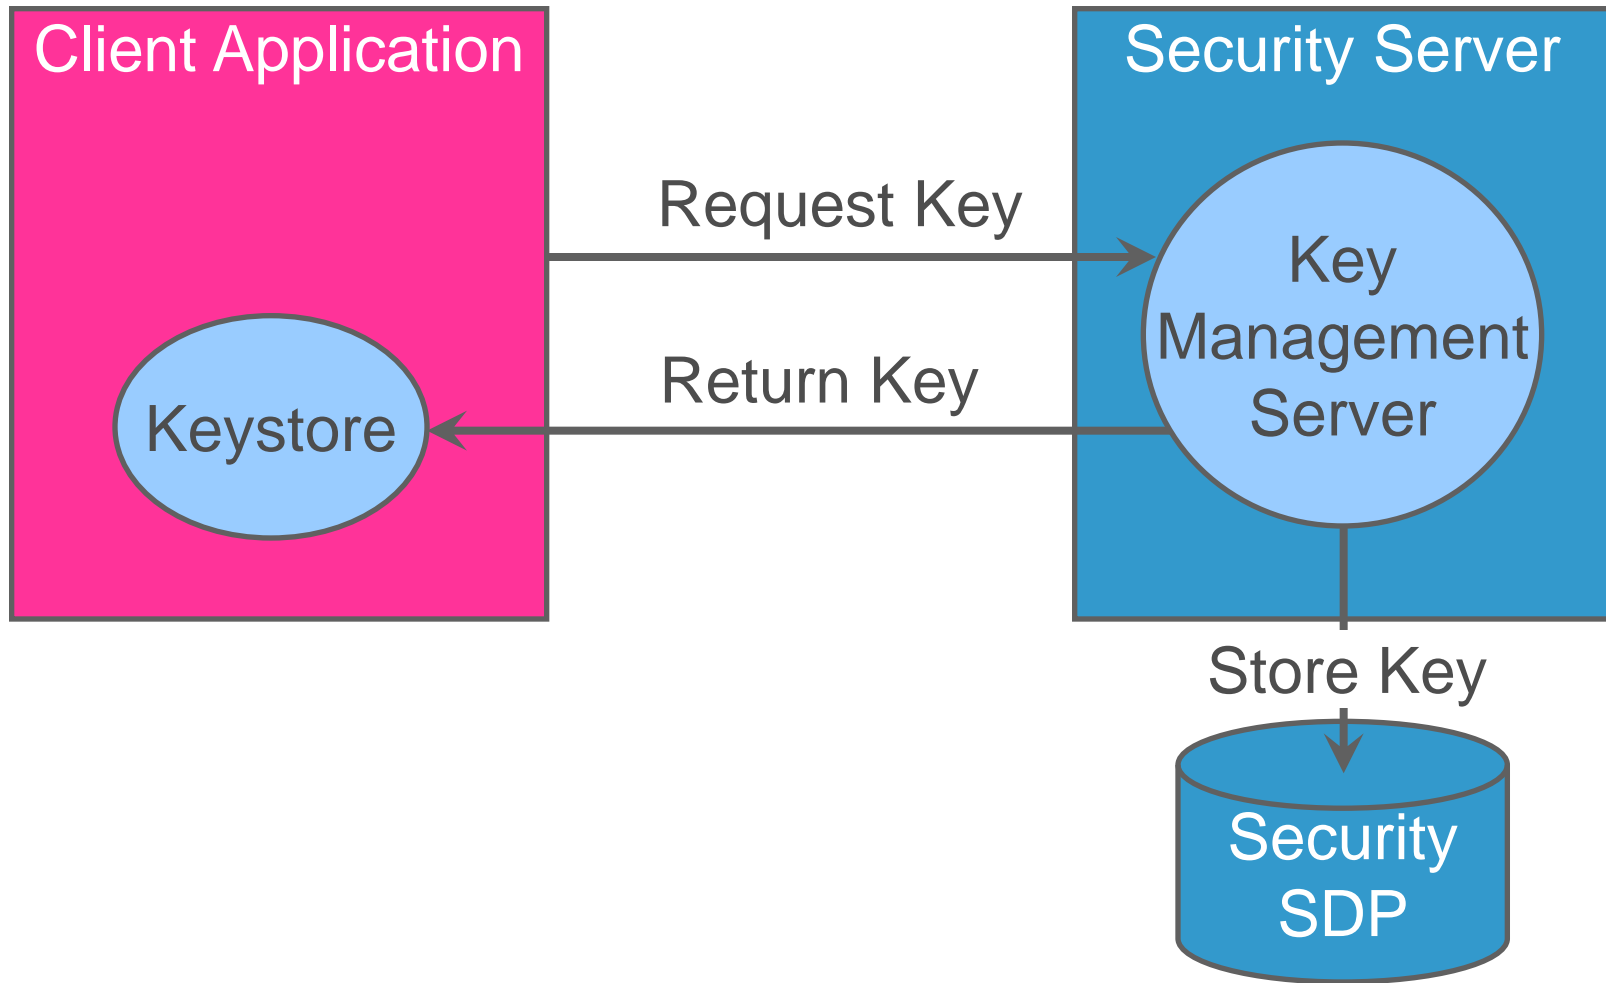 Client Application
Security Server
Request Key
Key
Management
Server
Return Key
Keystore
Store Key
Security
SDP